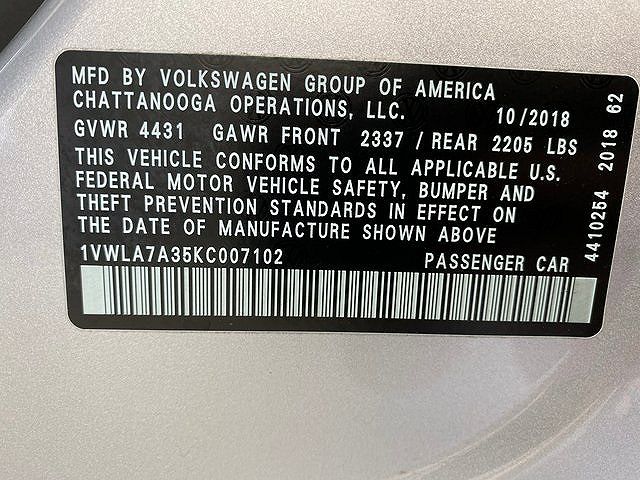 MFD BY VOLKSWAGEN GROUP OF AMERICA
CHATTANOOGA OPERATIONS, LLC. 10/2018
GVWR 4431 GAWR FRONT 2337 / REAR 2205 LBS
THIS VEHICLE CONFORMS TO ALL APPLICABLE U.S.
FEDERAL MOTOR VEHICLE SAFETY, BUMPER AND
THEFT PREVENTION STANDARDS IN EFFECT ON
THE DATE OF MANUFACTURE SHOWN ABOVE
1VWLA7A35KC007102 PASSENGER CAR
4410254 2018 62